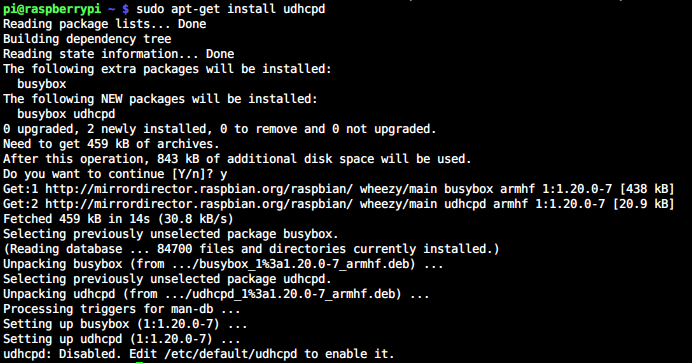 pi@raspberrypi ~ $ sudo apt-get install udhcpd
Reading package lists... Done
Building dependency tree
Reading state information... Done
The following extra packages will be installed:
  busybox
The following NEW packages will be installed:
  busybox udhcpd
0 upgraded, 2 newly installed, 0 to remove and 0 not upgraded.
Need to get 459 kB of archives.
After this operation, 843 kB of additional disk space will be used.
Do you want to continue [Y/n]? y
Get:1 http://mirrordirector.raspbian.org/raspbian/ wheezy/main busybox armhf 1:1.20.0-7 [438 kB]
Get:2 http://mirrordirector.raspbian.org/raspbian/ wheezy/main udhcpd armhf 1:1.20.0-7 [20.9 kB]
Fetched 459 kB in 14s (30.8 kB/s)
Selecting previously unselected package busybox.
(Reading database ... 84700 files and directories currently installed.)
Unpacking busybox (from .../busybox_1%3a1.20.0-7_armhf.deb) ...
Selecting previously unselected package udhcpd.
Unpacking udhcpd (from .../udhcpd_1%3a1.20.0-7_armhf.deb) ...
Processing triggers for man-db ...
Setting up busybox (1:1.20.0-7) ...
Setting up udhcpd (1:1.20.0-7) ...
udhcpd: Disabled. Edit /etc/default/udhcpd to enable it.